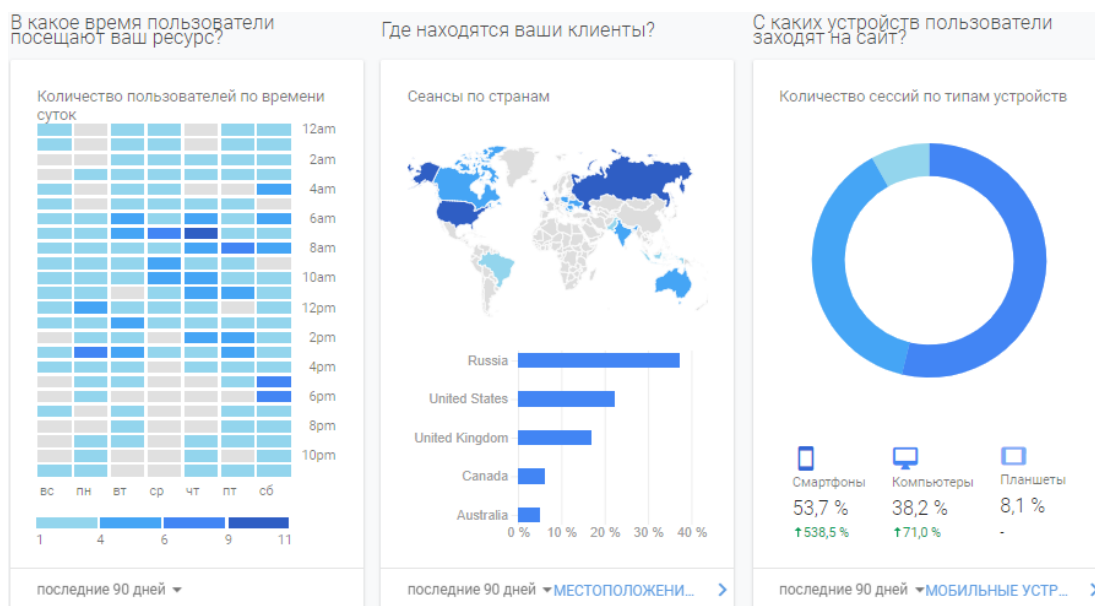 В какое время пользователи
посещают ваш ресурс?
Количество пользователей по времени
суток
12am
2am
4am
6am
8am
10am
12pm
2pm
4pm
6pm
8pm
10pm
вс пн вт ср чт пт сб
1 4 6 9 11
последние 90 дней
Где находятся ваши клиенты?
Сеансы по странам
Russia
United States
United Kingdom
Canada
Australia
0 % 10 % 20 % 30 % 40 %
последние 90 дней МЕСТОПОЛОЖЕНИ...
С каких устройств пользователи
заходят на сайт?
Количество сессий по типам устройств
Смартфоны Компьютеры Планшеты
53,7 % 38,2 % 8,1 %
↑538,5 % ↑71,0 % -
последние 90 дней МОБИЛЬНЫЕ УСТР...